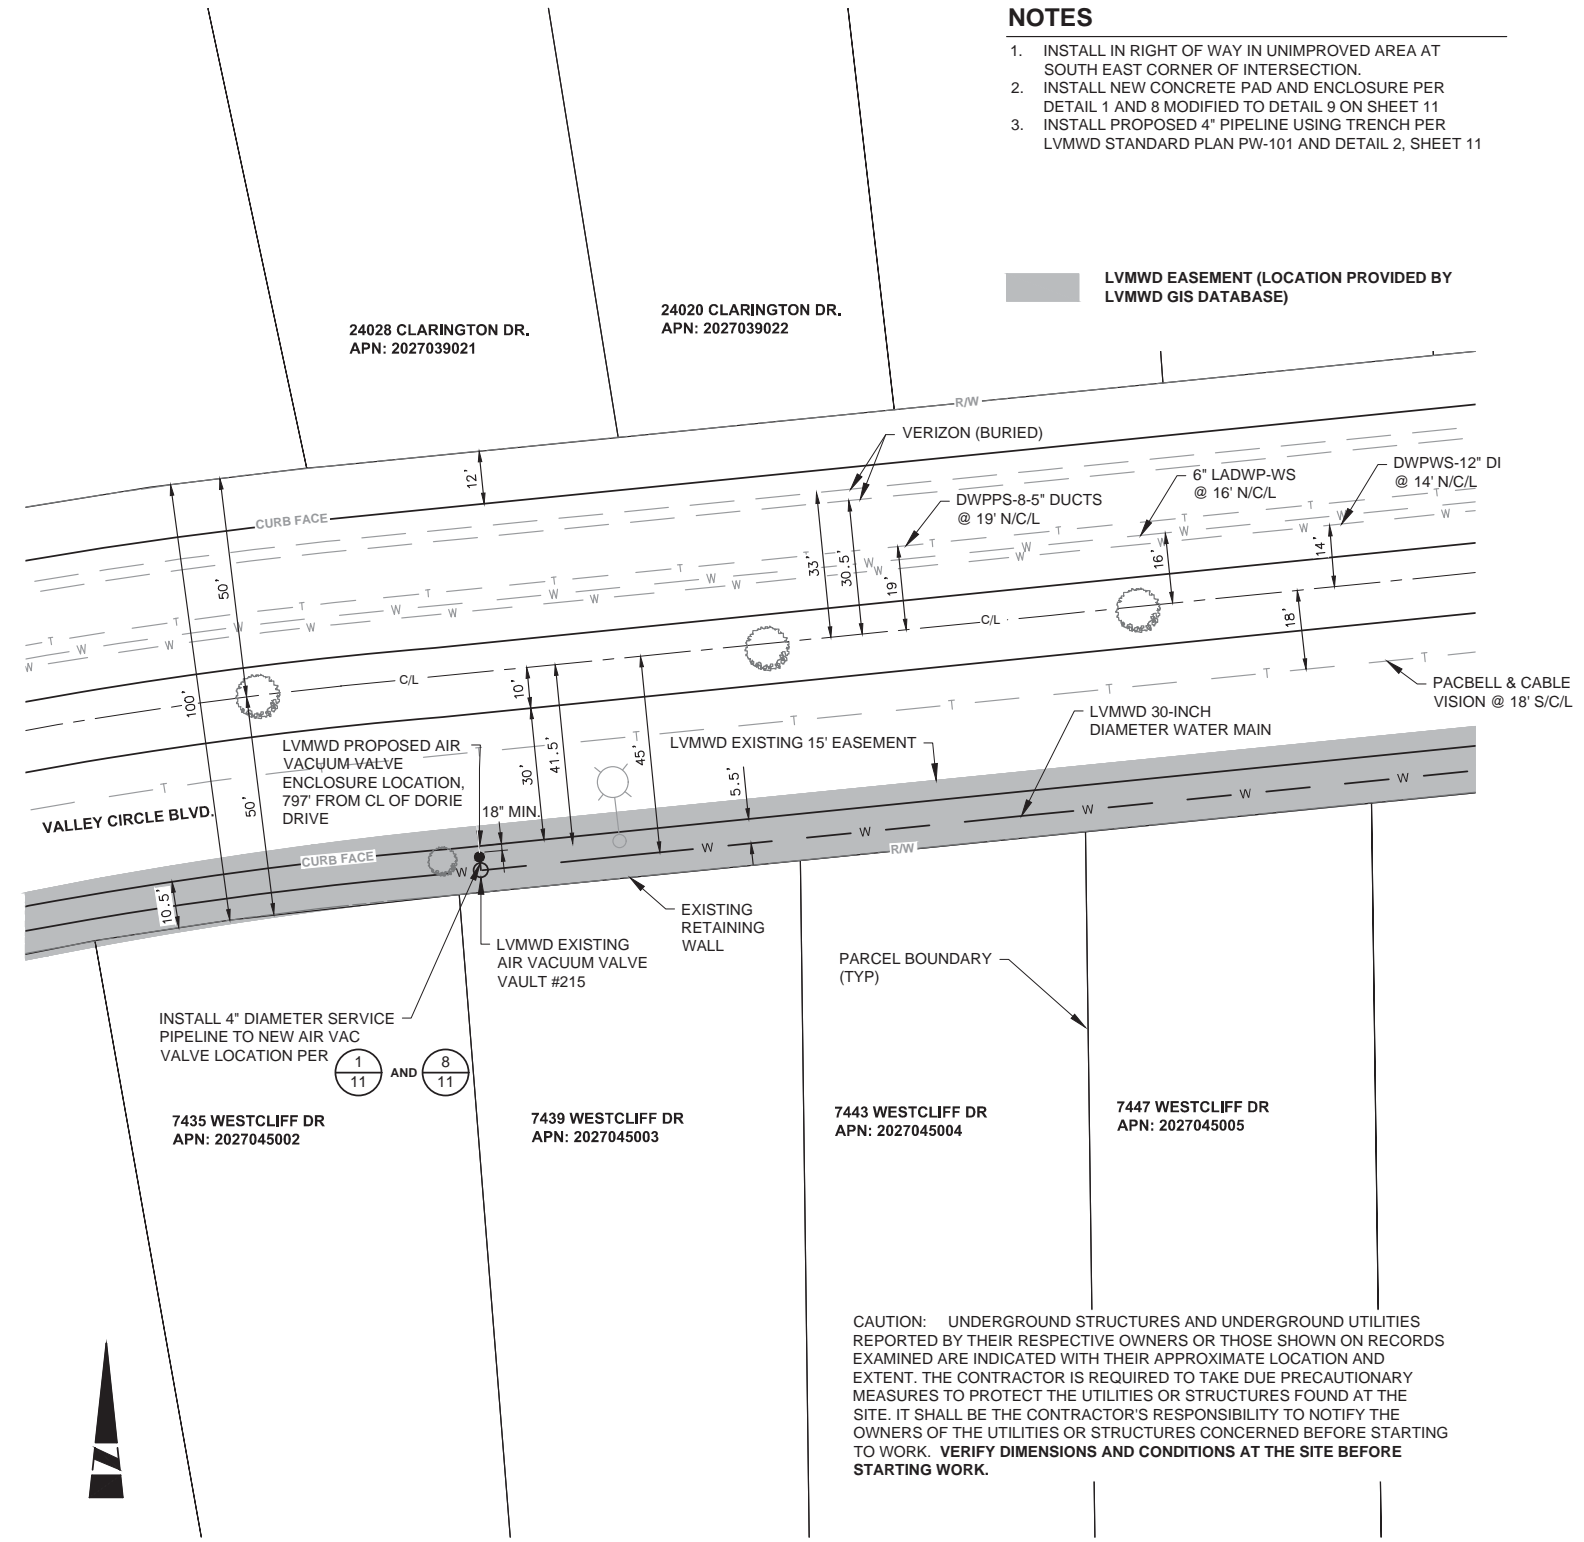 NOTES
1. INSTALL IN RIGHT OF WAY IN UNIMPROVED AREA AT
SOUTH EAST CORNER OF INTERSECTION.
2. INSTALL NEW CONCRETE PAD AND ENCLOSURE PER
DETAIL 1 AND 8 MODIFIED TO DETAIL 9 ON SHEET 11
3. INSTALL PROPOSED 4" PIPELINE USING TRENCH PER
LVMWD STANDARD PLAN PW-101 AND DETAIL 2, SHEET 11
LVMWD EASEMENT (LOCATION PROVIDED BY
LVMWD GIS DATABASE)
24028 CLARINGTON DR.
APN: 2027039021
24020 CLARINGTON DR.
APN: 2027039022
R/W
VERIZON (BURIED)
12'
CURB FACE
DWPPS-8-5" DUCTS
@ 19' N/C/L
6" LADWP-WS
@ 16' N/C/L
DWPWS-12" DI
@ 14' N/C/L
T T T T T T T T
W W W W W W W W W W W W W W W W W W W W
50'
33'
30.5'
19'
16'
14'
18'
C/L
C/L
100'
50'
10'
30'
41.5'
45'
5.5'
PACBELL & CABLE
VISION @ 18' S/C/L
T T T T T T
LVMWD 30-INCH
DIAMETER WATER MAIN
LVMWD EXISTING 15' EASEMENT
LVMWD PROPOSED AIR
VACUUM VALVE
ENCLOSURE LOCATION,
797' FROM CL OF DORIE
DRIVE
18" MIN.
VALLEY CIRCLE BLVD.
CURB FACE
W W W W W W
R/W
10.5'
EXISTING
RETAINING
WALL
LVMWD EXISTING
AIR VACUUM VALVE
VAULT #215
PARCEL BOUNDARY
(TYP)
INSTALL 4" DIAMETER SERVICE
PIPELINE TO NEW AIR VAC
VALVE LOCATION PER
1
11
AND
8
11
7435 WESTCLIFF DR
APN: 2027045002
7439 WESTCLIFF DR
APN: 2027045003
7443 WESTCLIFF DR
APN: 2027045004
7447 WESTCLIFF DR
APN: 2027045005
CAUTION: UNDERGROUND STRUCTURES AND UNDERGROUND UTILITIES
REPORTED BY THEIR RESPECTIVE OWNERS OR THOSE SHOWN ON RECORDS
EXAMINED ARE INDICATED WITH THEIR APPROXIMATE LOCATION AND
EXTENT. THE CONTRACTOR IS REQUIRED TO TAKE DUE PRECAUTIONARY
MEASURES TO PROTECT THE UTILITIES OR STRUCTURES FOUND AT THE
SITE. IT SHALL BE THE CONTRACTOR'S RESPONSIBILITY TO NOTIFY THE
OWNERS OF THE UTILITIES OR STRUCTURES CONCERNED BEFORE STARTING
TO WORK. VERIFY DIMENSIONS AND CONDITIONS AT THE SITE BEFORE
STARTING WORK.
N